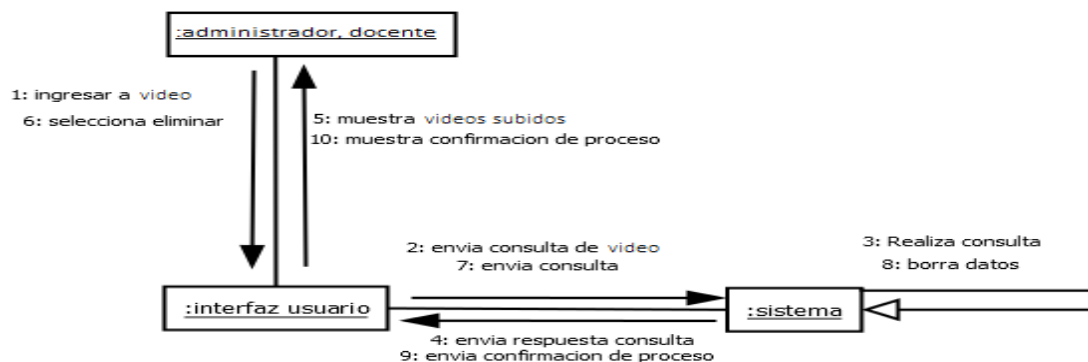 :administrador, docente
1: ingresar a video
6: selecciona eliminar
5: muestra videos subidos
10: muestra confirmacion de proceso
2: envia consulta de video
7: envia consulta
3: Realiza consulta
8: borra datos
:interfaz usuario
:sistema
4: envia respuesta consulta
9: envia confirmacion de proceso